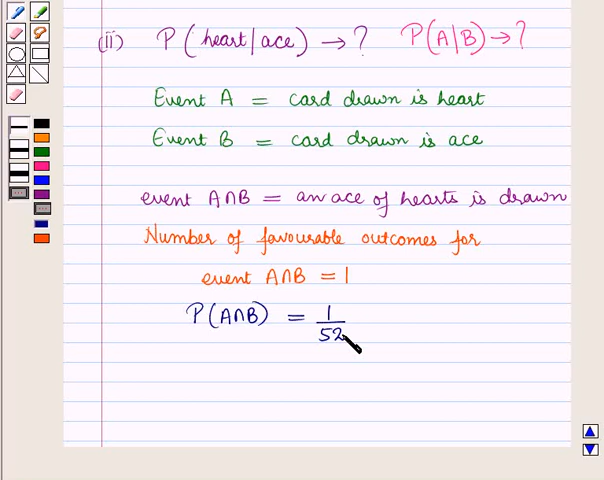 (ii) P(heart/ace) → ? P(A|B) → ?
Event A = card drawn is heart
Event B = card drawn is ace
event A∩B = an ace of hearts is drawn
Number of favourable outcomes for
event A∩B = 1
P(A∩B) = 1/52